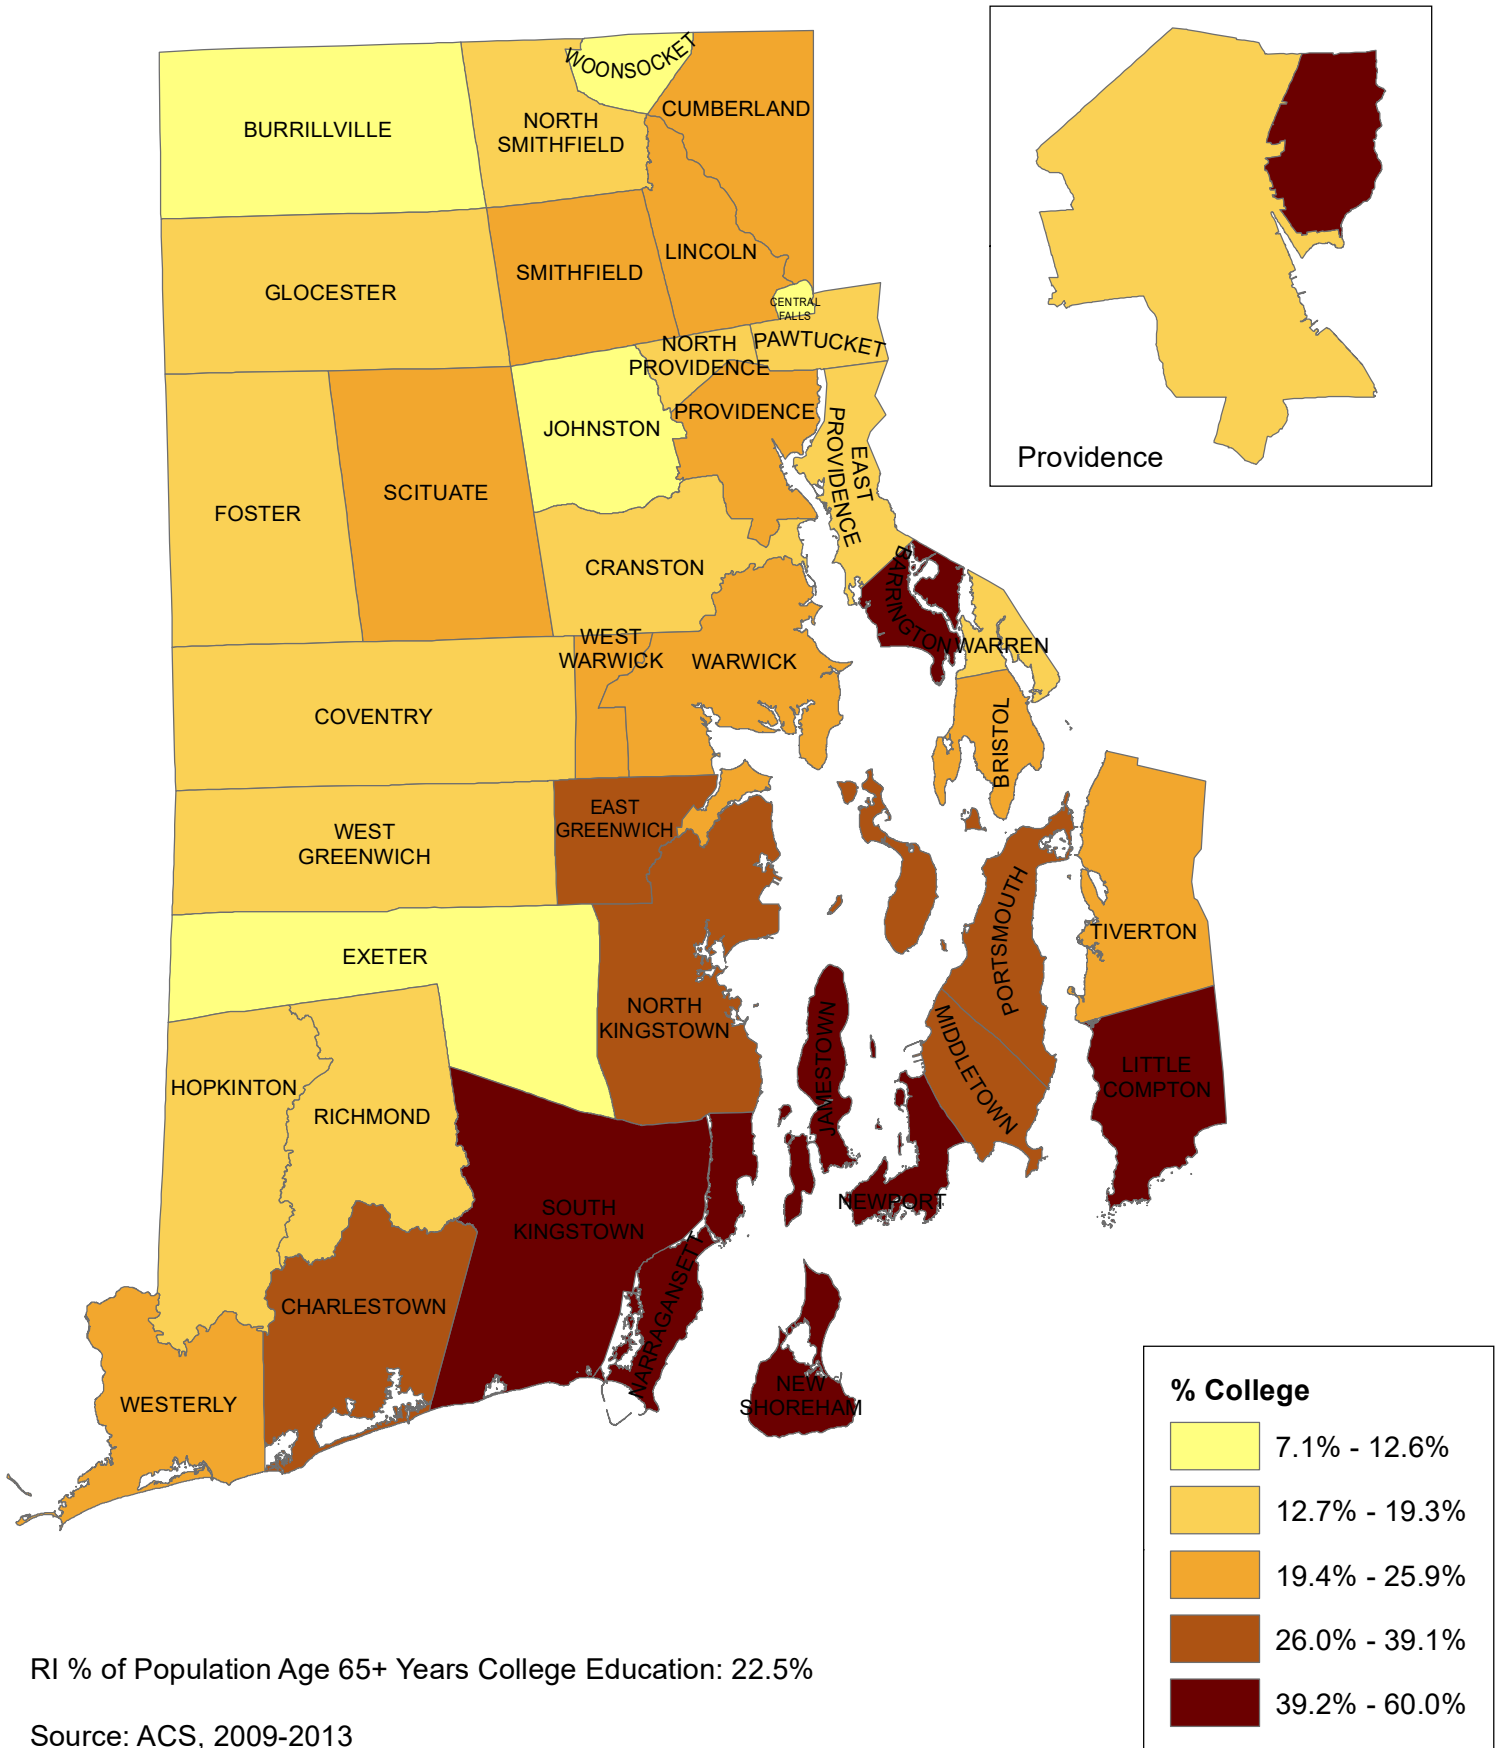 WOONSOCKET
CUMBERLAND
BURRILLVILLE
NORTH
SMITHFIELD
LINCOLN
SMITHFIELD
GLOCESTER
CENTRAL
FALLS
NORTH
PROVIDENCE
PAWTUCKET
PROVIDENCE
JOHNSTON
EAST
PROVIDENCE
Providence
SCITUATE
FOSTER
CRANSTON
BARRINGTON
WARREN
WEST
WARWICK
WARWICK
COVENTRY
BRISTOL
EAST
GREENWICH
WEST
GREENWICH
PORTSMOUTH
TIVERTON
EXETER
NORTH
KINGSTOWN
JAMESTOWN
MIDDLETOWN
LITTLE
COMPTON
HOPKINTON
RICHMOND
NEWPORT
SOUTH
KINGSTOWN
NARRAGANSETT
CHARLESTOWN
WESTERLY
NEW
SHOREHAM
% College
7.1% - 12.6%
12.7% - 19.3%
19.4% - 25.9%
26.0% - 39.1%
39.2% - 60.0%
RI % of Population Age 65+ Years College Education: 22.5%
Source: ACS, 2009-2013